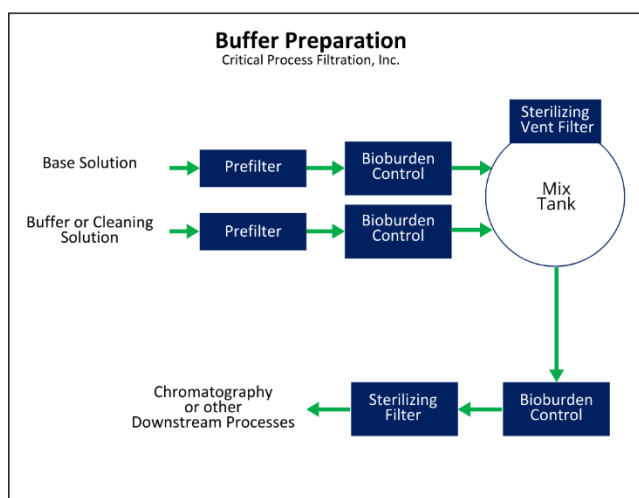 Buffer Preparation
Critical Process Filtration, Inc.
Sterilizing
Vent Filter
Base Solution
Prefilter
Bioburden
Control
Mix
Tank
Buffer or Cleaning
Solution
Prefilter
Bioburden
Control
Chromatography
or other
Downstream Processes
Sterilizing
Filter
Bioburden
Control